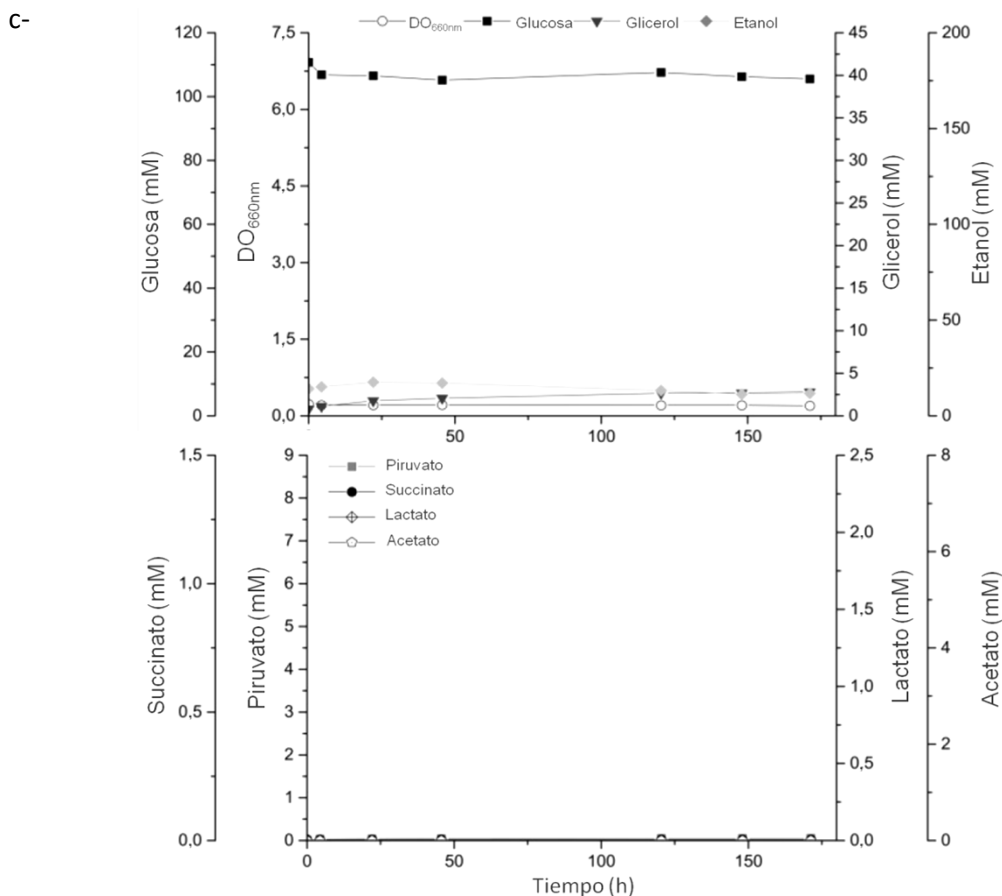 c-
DO660nm Glucosa Glicerol Etanol
120 7,5 45 200
40
100 6,0
35 150
80 30
4,5
25
60 100
3,0 20
40 15
50
1,5 10
20
5
0 0,0 0 0
50 100 150
Glucosa (mM)
DO660nm
Glicerol (mM)
Etanol (mM)
1,5 9 2,5 8
Piruvato
Succinato
Lactato
Acetato
8
7 2,0
6
1,0 6
5 1,5
4 4
0,5 3 1,0
2 2
0,5
1
0,0 0 0,0 0
0 50 100 150
Succinato (mM)
Piruvato (mM)
Lactato (mM)
Acetato (mM)
Tiempo (h)